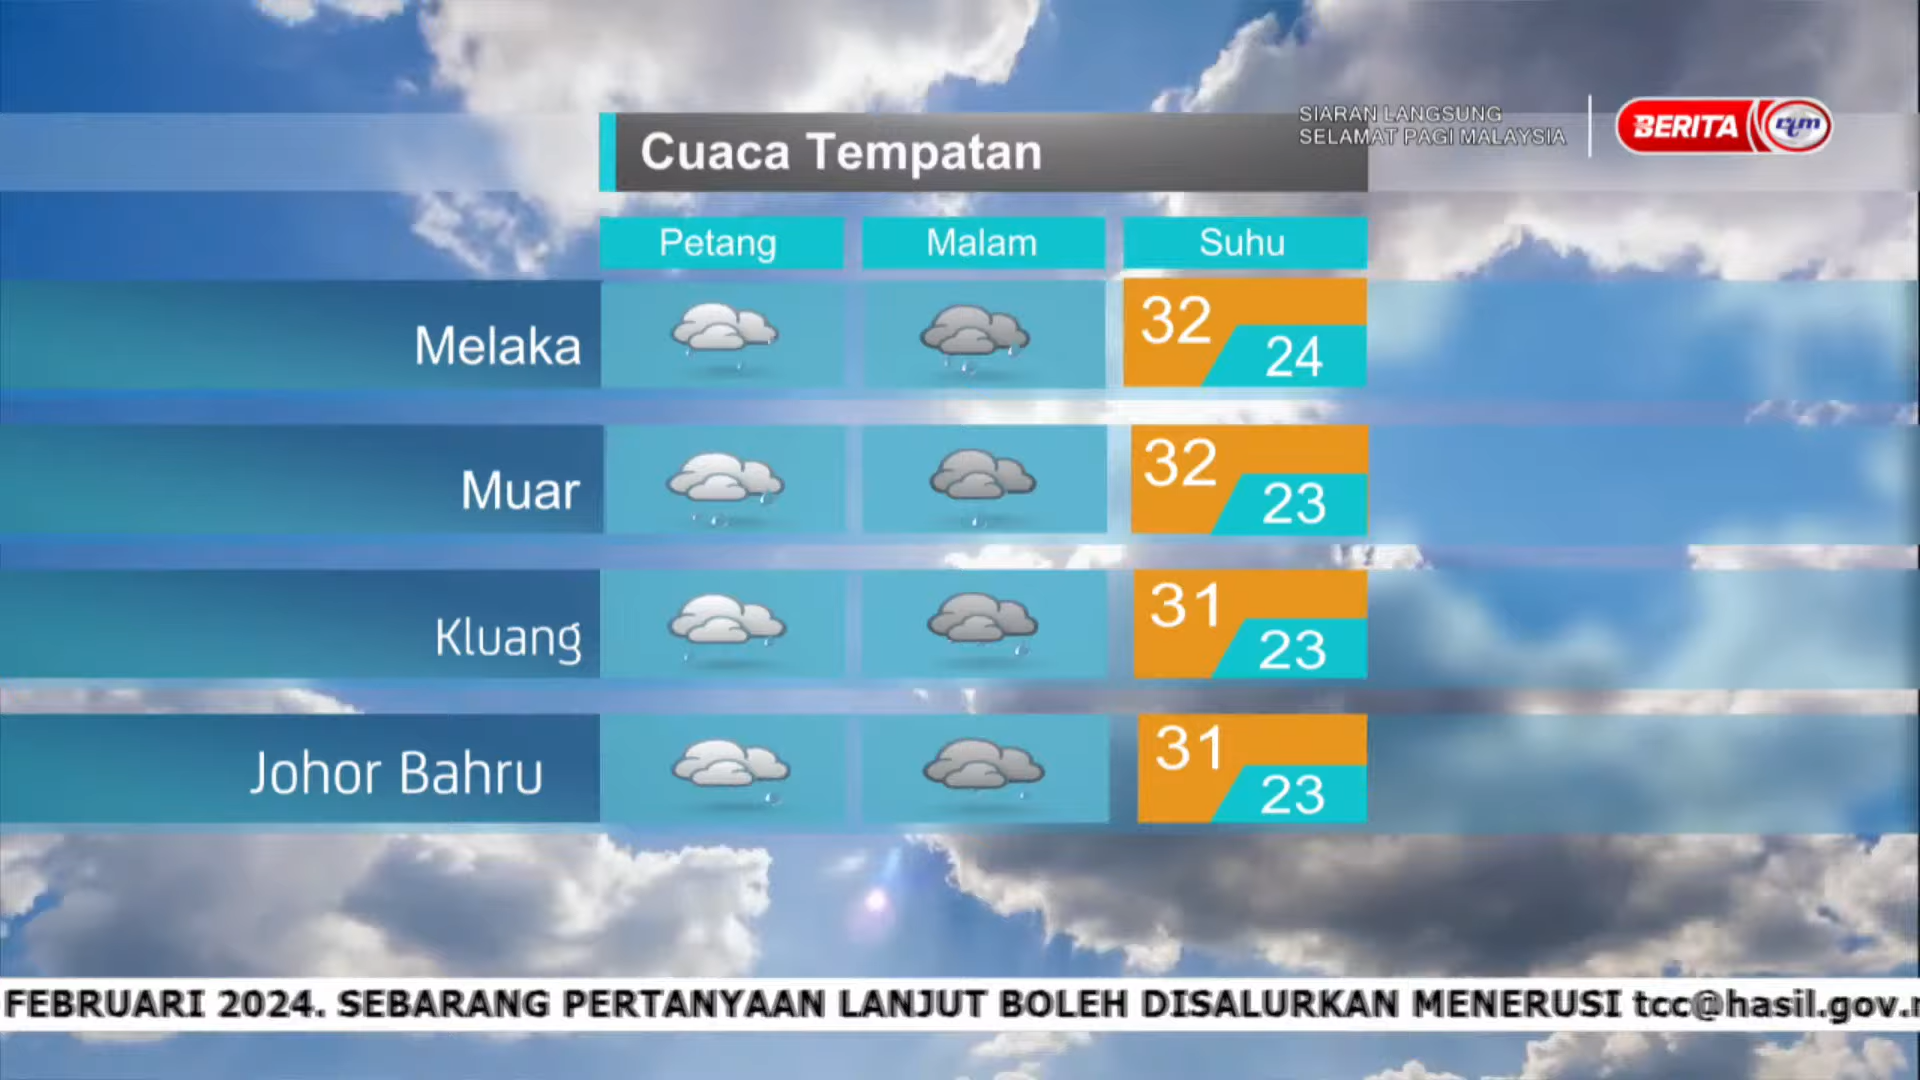 SIARAN LANGSUNG
SELAMAT PAGI MALAYSIA
BERITA rtm
Cuaca Tempatan
Petang Malam Suhu
Melaka 32 24
Muar 32 23
Kluang 31 23
Johor Bahru 31 23
FEBRUARI 2024. SEBARANG PERTANYAAN LANJUT BOLEH DISALURKAN MENERUSI tcc@hasil.gov.